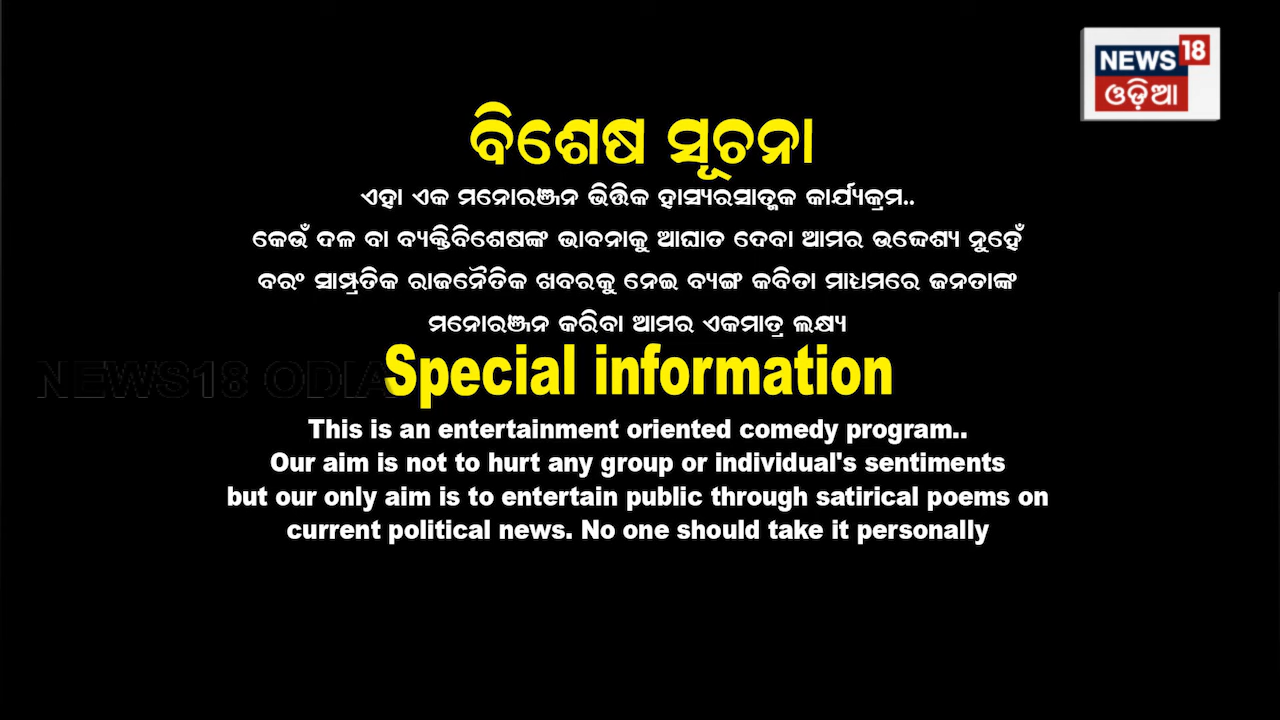 NEWS 18
ଓଡ଼ିଆ
ବିଶେଷ ସୂଚନା
ଏହା ଏକ ମନୋରଞ୍ଜନ ଭିତ୍ତିକ ହାସ୍ୟରସାତ୍ମକ କାର୍ଯ୍ୟକ୍ରମ..
କେଉଁ ଦଳ ବା ବ୍ୟକ୍ତିବିଶେଷଙ୍କ ଭାବନାକୁ ଆଘାତ ଦେବା ଆମର ଉଦ୍ଦେଶ୍ୟ ନୁହେଁ
ବରଂ ସାମ୍ପ୍ରତିକ ରାଜନୈତିକ ଖବରକୁ ନେଇ ବ୍ୟଙ୍ଗ କବିତା ମାଧ୍ୟମରେ ଜନତାଙ୍କ
ମନୋରଞ୍ଜନ କରିବା ଆମର ଏକମାତ୍ର ଲକ୍ଷ୍ୟ
NEWS18 ODIA
Special information
This is an entertainment oriented comedy program..
Our aim is not to hurt any group or individual's sentiments
but our only aim is to entertain public through satirical poems on
current political news. No one should take it personally